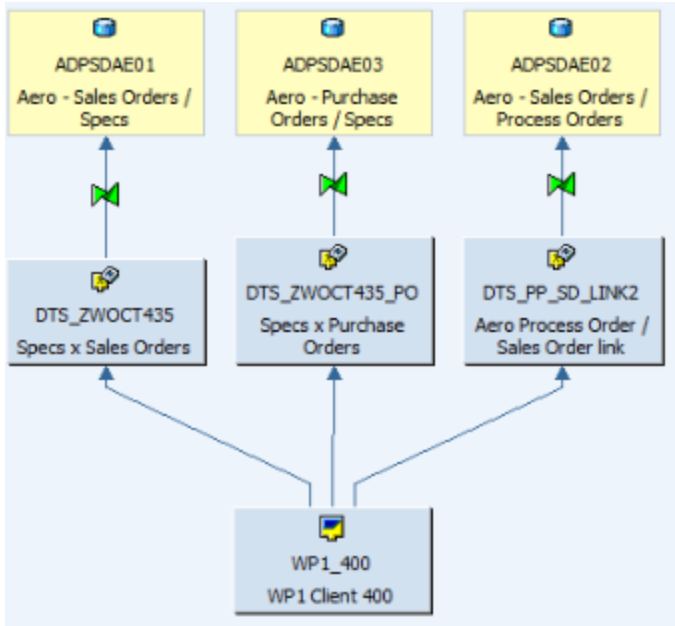 ADPSDAE01
Aero - Sales Orders /
Specs
ADPSDAE03
Aero - Purchase
Orders / Specs
ADPSDAE02
Aero - Sales Orders /
Process Orders
DTS_ZWOCT435
Specs x Sales Orders
DTS_ZWOCT435_PO
Specs x Purchase
Orders
DTS_PP_SD_LINK2
Aero Process Order /
Sales Order link
WP1_400
WP1 Client 400